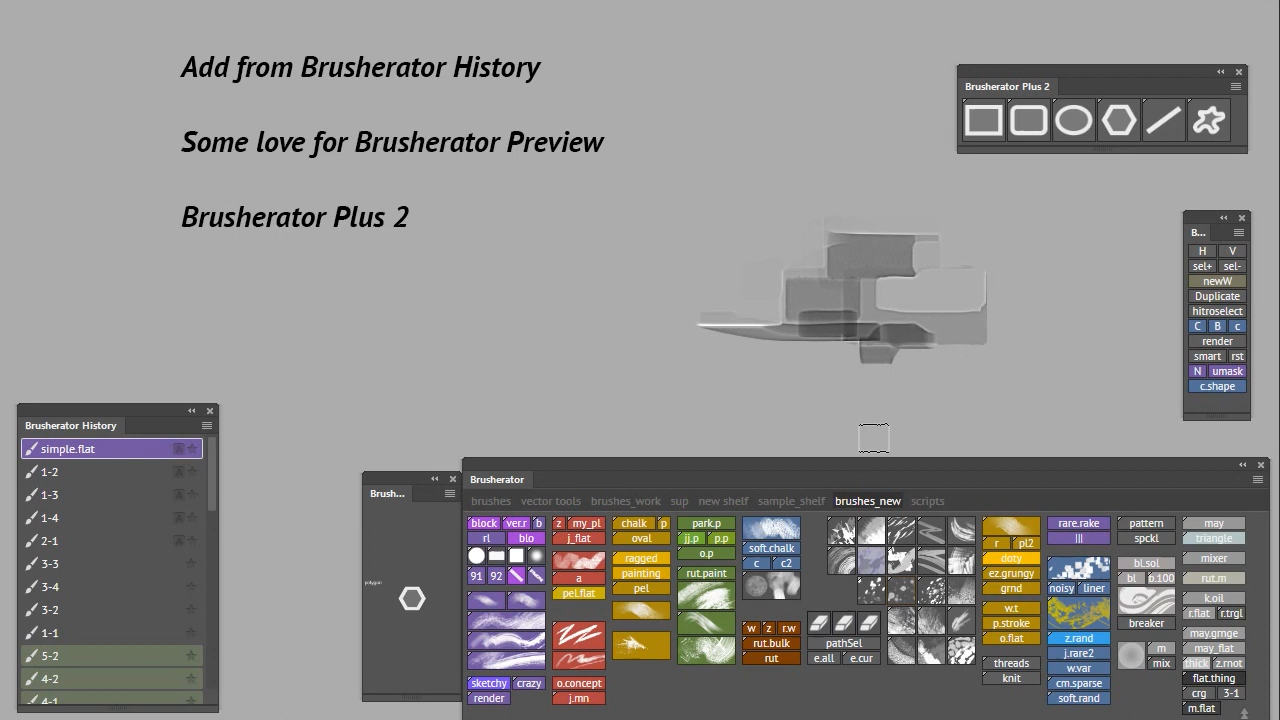 Add from Brusherator History
Some love for Brusherator Preview
Brusherator Plus 2
Brusherator Plus 2
B...
H V
sel+ sel-
newW
Duplicate
hitroselect
C B c
render
smart rst
N umask
c.shape
Brusherator History
simple.flat
1-2
1-3
1-4
2-1
3-3
3-4
3-2
1-1
5-2
4-2
4-1
Brush...
polygon
Brusherator
brushes vector tools brushes_work sup new shelf sample_shelf brushes_new scripts
block ver.r b z my_pl chalk p park.p rare.rake pattern may
rl blo j_flat oval jj.p p.p soft.chalk r pl2 ||| spckl triangle
ragged o.p c c2 doty bl.sol mixer
91 92 a painting rut.paint ez.grungy noisy liner bl p.100 rut.m
pel.flat pel grnd k.oil
w.t r.flat r.trgl
w z r.w p.stroke breaker may.grnge
rut.bulk pathSel o.flat z.rand m may_flat
rut e.all e.cur threads j.rare2 mix thick z.rnot
knit w.var flat.thing
sketchy crazy o.concept cm.sparse crg 3-1
render j.mn soft.rand m.flat